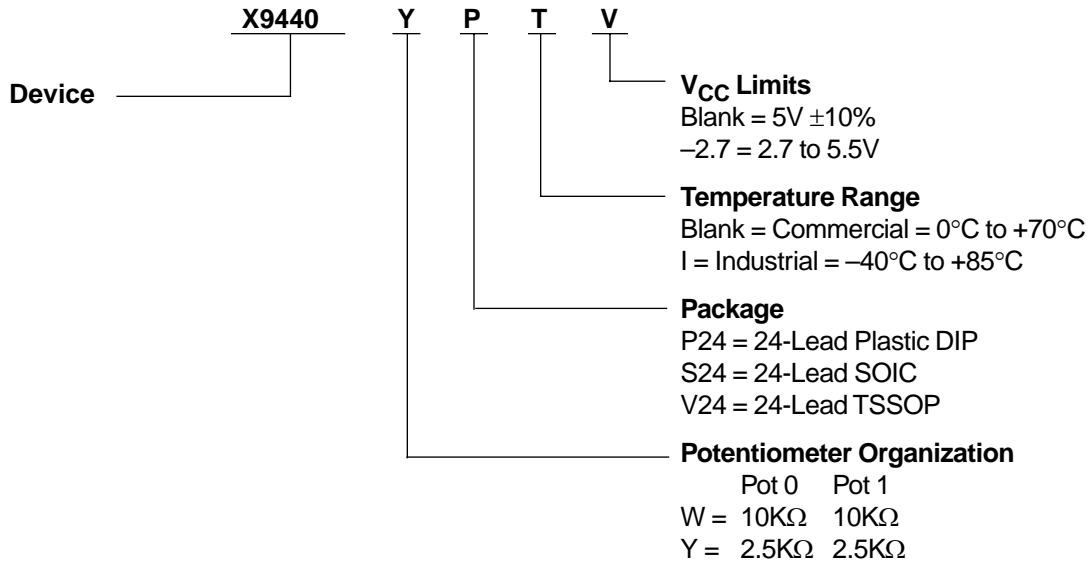 X9440 Y P T V
Device
VCC Limits
Blank = 5V ±10%
–2.7 = 2.7 to 5.5V
Temperature Range
Blank = Commercial = 0°C to +70°C
I = Industrial = –40°C to +85°C
Package
P24 = 24-Lead Plastic DIP
S24 = 24-Lead SOIC
V24 = 24-Lead TSSOP
Potentiometer Organization
Pot 0 Pot 1
W = 10KΩ 10KΩ
Y = 2.5KΩ 2.5KΩ